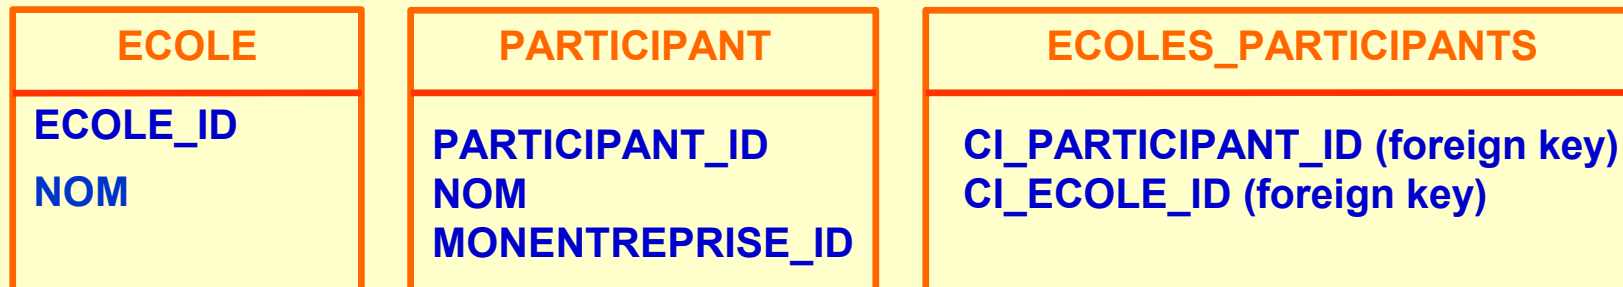 ECOLE
ECOLE_ID
NOM
PARTICIPANT
PARTICIPANT_ID
NOM
MONENTREPRISE_ID
ECOLES_PARTICIPANTS
CI_PARTICIPANT_ID (foreign key)
CI_ECOLE_ID (foreign key)